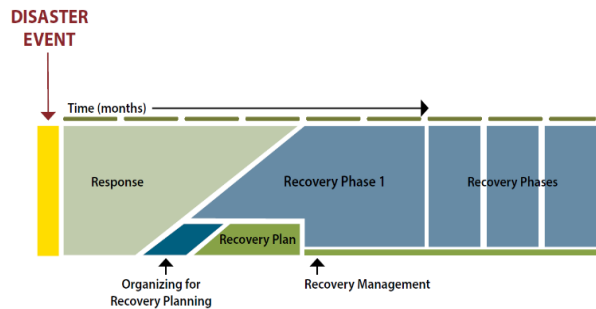 DISASTER
EVENT
Time (months)
Response
Recovery Phase 1
Recovery Phases
Recovery Plan
Organizing for
Recovery Planning
Recovery Management